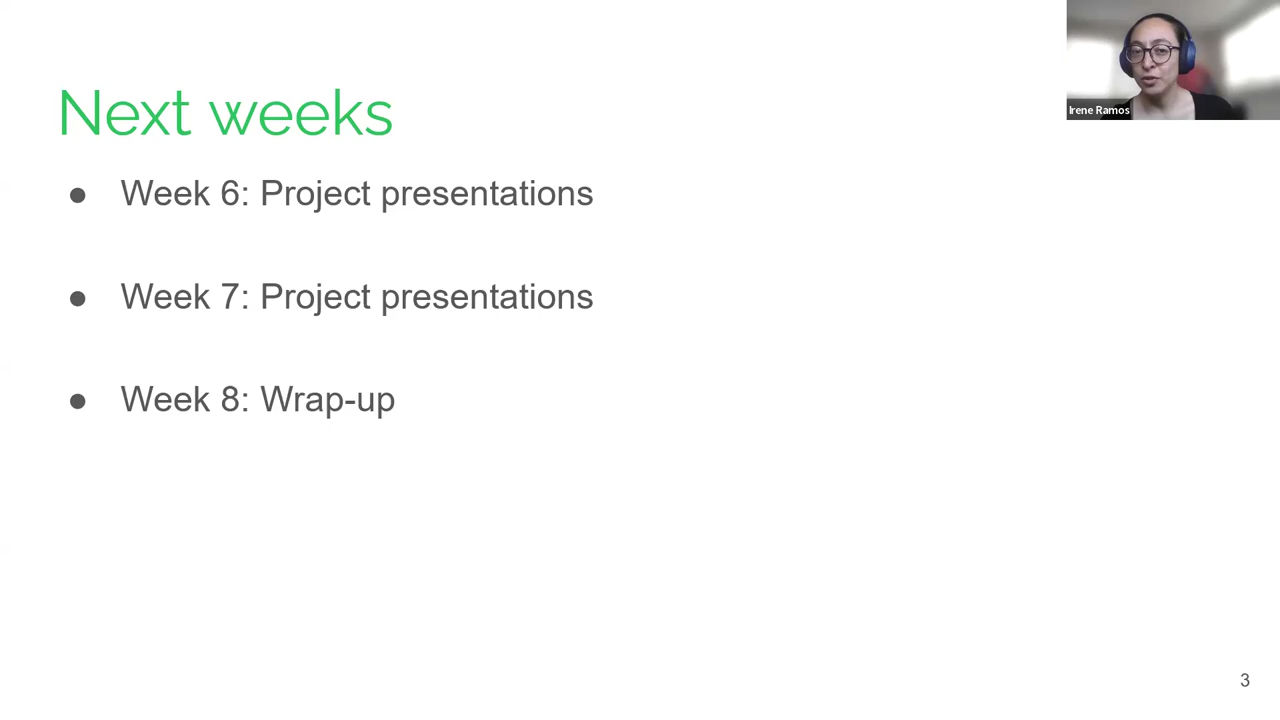 Next weeks
Irene Ramos
● Week 6: Project presentations
● Week 7: Project presentations
● Week 8: Wrap-up
3